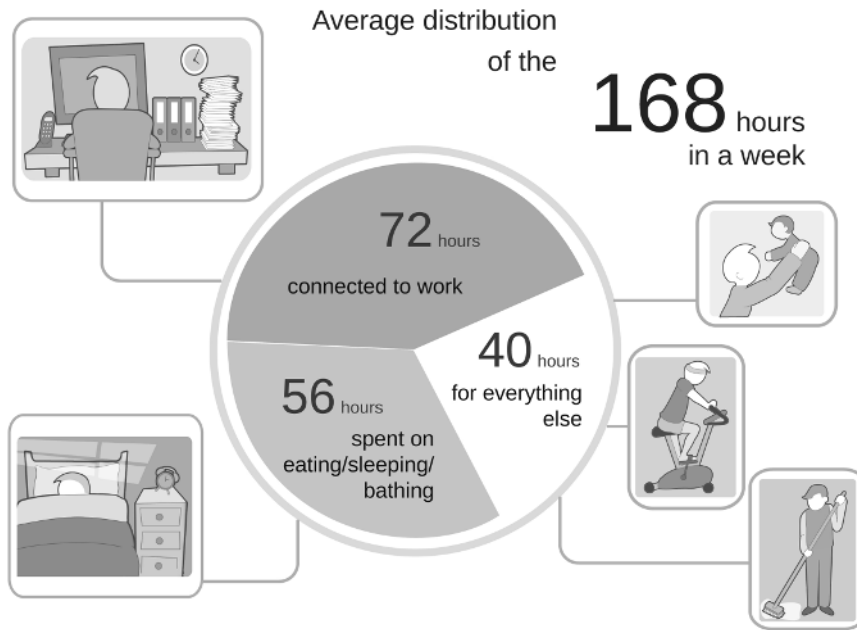 Average distribution
of the
168 hours
in a week
72 hours
connected to work
40 hours
for everything
else
56 hours
spent on
eating/sleeping/
bathing